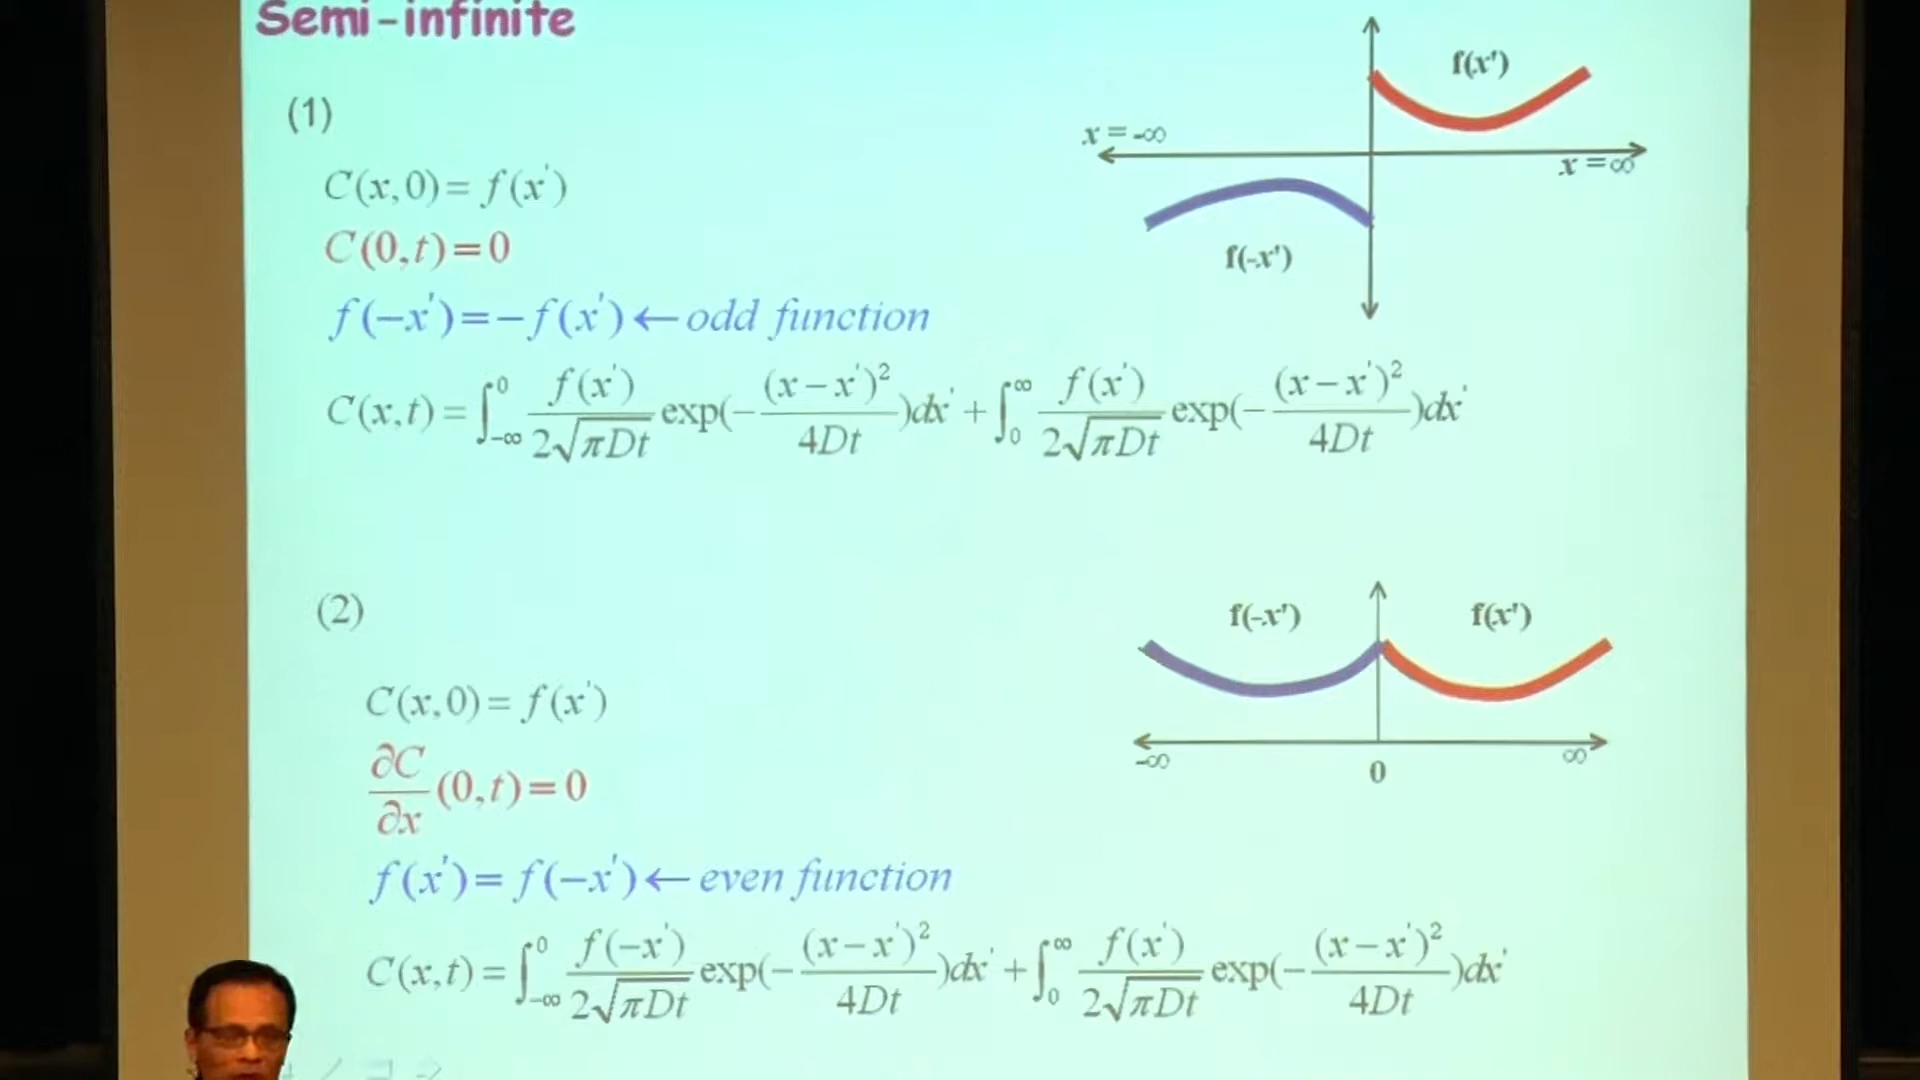 Semi-infinite
(1)
f(x')
x = -∞
x = ∞
C(x,0) = f(x')
C(0,t) = 0
f(-x')
f(-x') = -f(x') ← odd function
C(x,t) = ∫_{-∞}^{0} f(x')/(2√πDt) exp(-(x-x')²/4Dt)dx' + ∫_{0}^{∞} f(x')/(2√πDt) exp(-(x-x')²/4Dt)dx'
(2)
f(-x') f(x')
C(x,0) = f(x')
-∞ 0 ∞
∂C/∂x (0,t) = 0
f(x') = f(-x') ← even function
C(x,t) = ∫_{-∞}^{0} f(-x')/(2√πDt) exp(-(x-x')²/4Dt)dx' + ∫_{0}^{∞} f(x')/(2√πDt) exp(-(x-x')²/4Dt)dx'